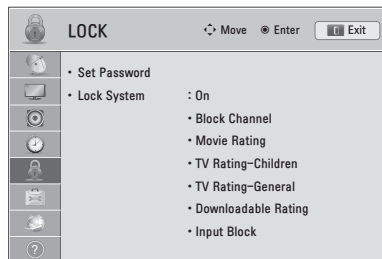 LOCK Move Enter Exit
• Set Password
• Lock System : On
• Block Channel
• Movie Rating
• TV Rating-Children
• TV Rating-General
• Downloadable Rating
• Input Block
?